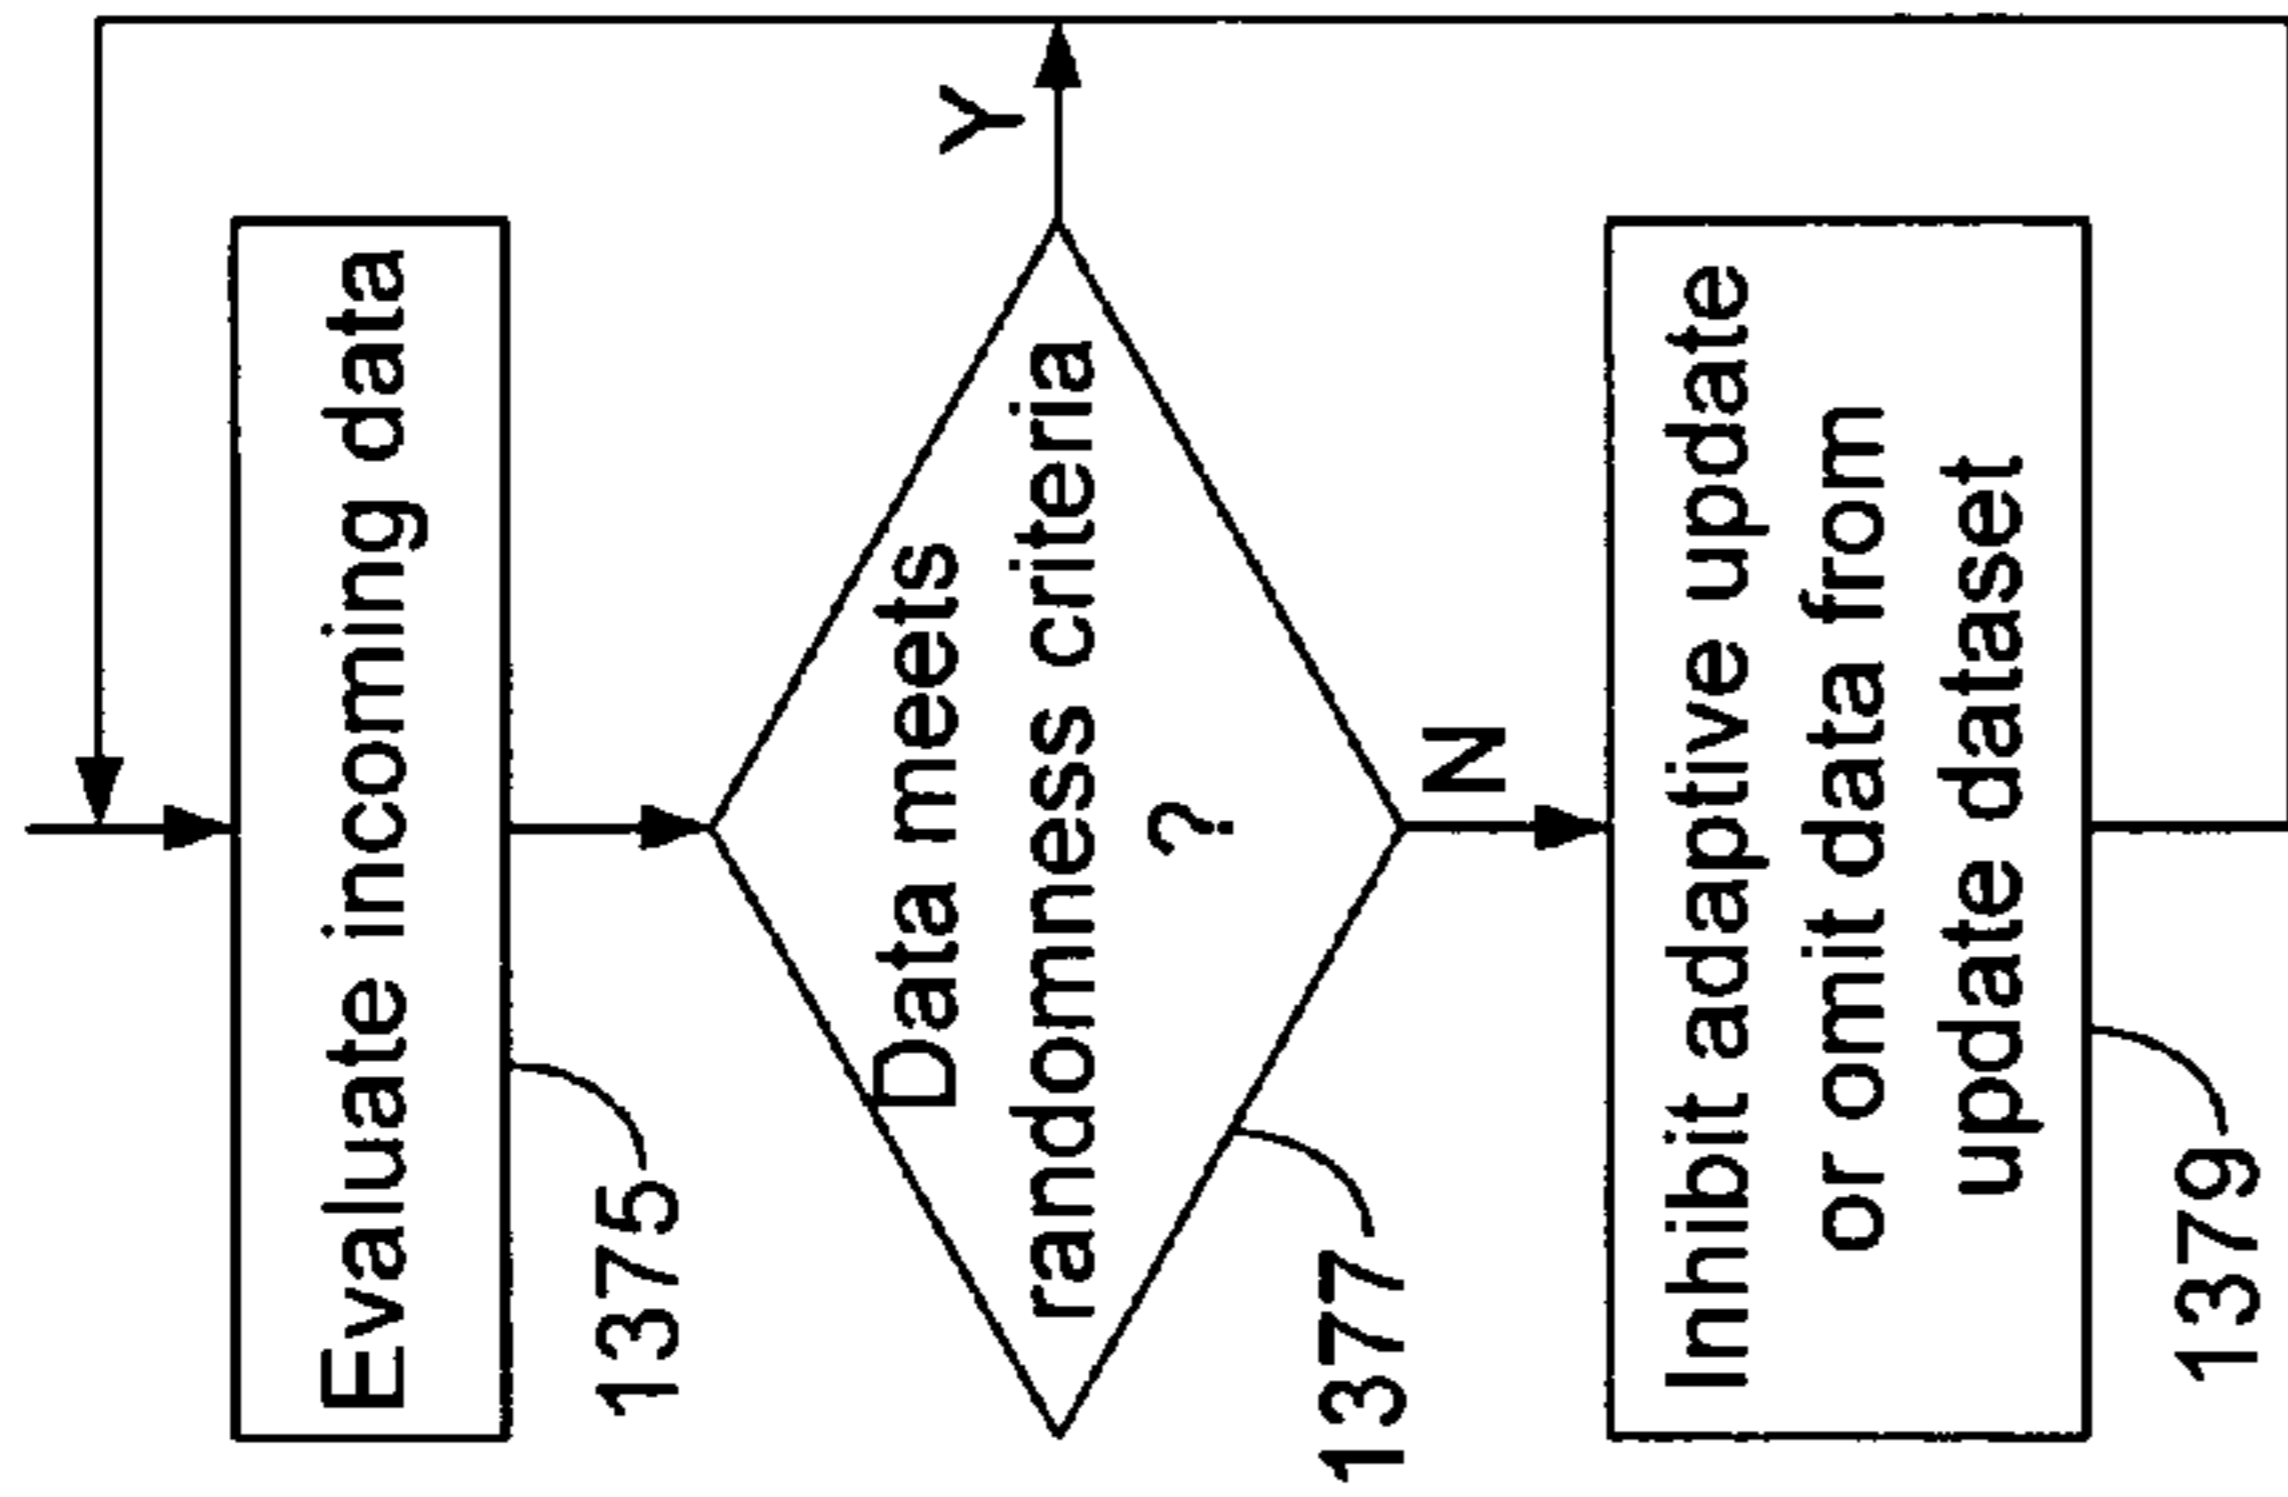 Evaluate incoming data
1375
Data meets
randomness criteria
?
Y
1377
N
Inhibit adaptive update
or omit data from
update dataset
1379